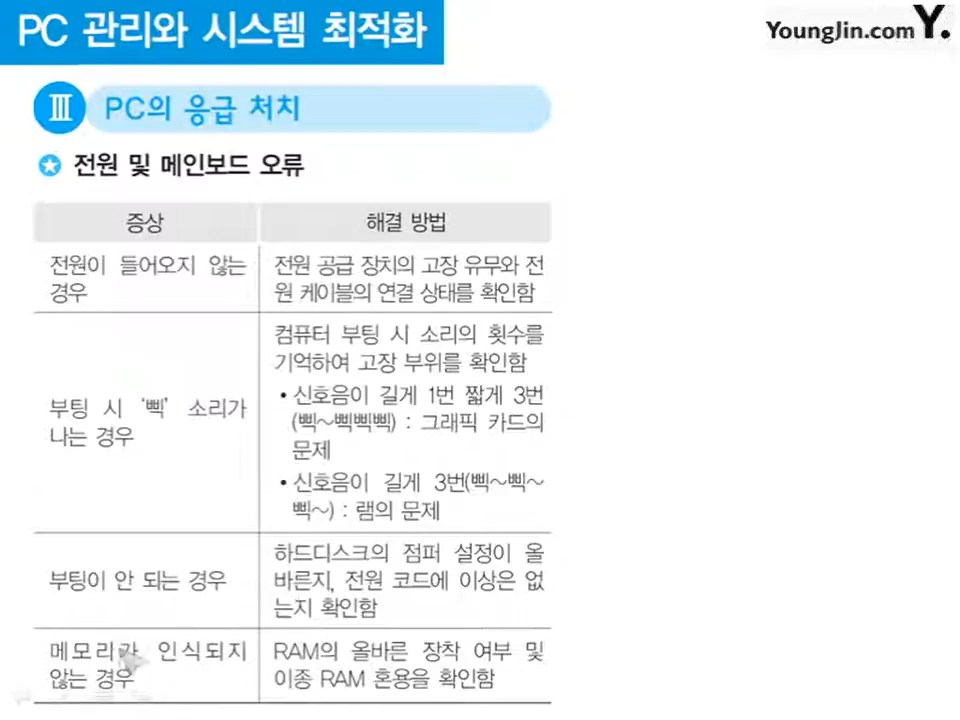 PC 관리와 시스템 최적화
YoungJin.com Y.
Ⅲ PC의 응급 처치
전원 및 메인보드 오류
증상
해결 방법
전원이 들어오지 않는
경우
전원 공급 장치의 고장 유무와 전
원 케이블의 연결 상태를 확인함
부팅 시 ‘삑’ 소리가
나는 경우
컴퓨터 부팅 시 소리의 횟수를
기억하여 고장 부위를 확인함
• 신호음이 길게 1번 짧게 3번
(삑~삑삑삑) : 그래픽 카드의
문제
• 신호음이 길게 3번(삑~삑~
삑~) : 램의 문제
부팅이 안 되는 경우
하드디스크의 점퍼 설정이 올
바른지, 전원 코드에 이상은 없
는지 확인함
메모리가 인식되지
않는 경우
RAM의 올바른 장착 여부 및
이종 RAM 혼용을 확인함